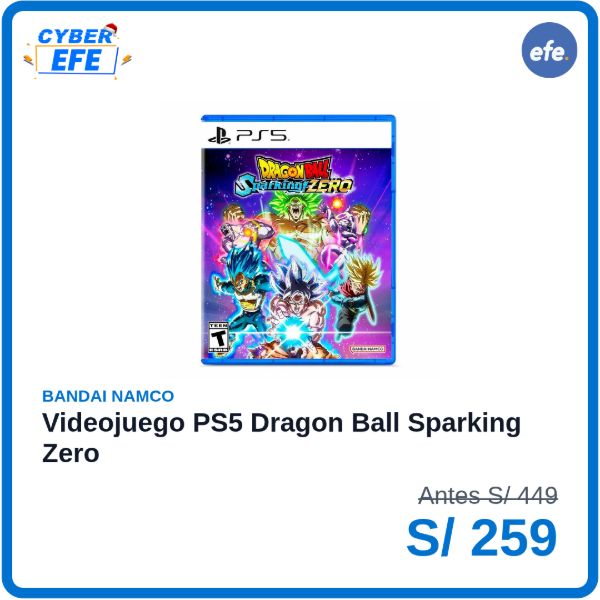 CYBER
EFE
efe.
PS5
DRAGON BALL
Sparking! ZERO
TEEN
T
ESRB
BANDAI NAMCO
BANDAI NAMCO
Videojuego PS5 Dragon Ball Sparking
Zero
Antes S/ 449
S/ 259